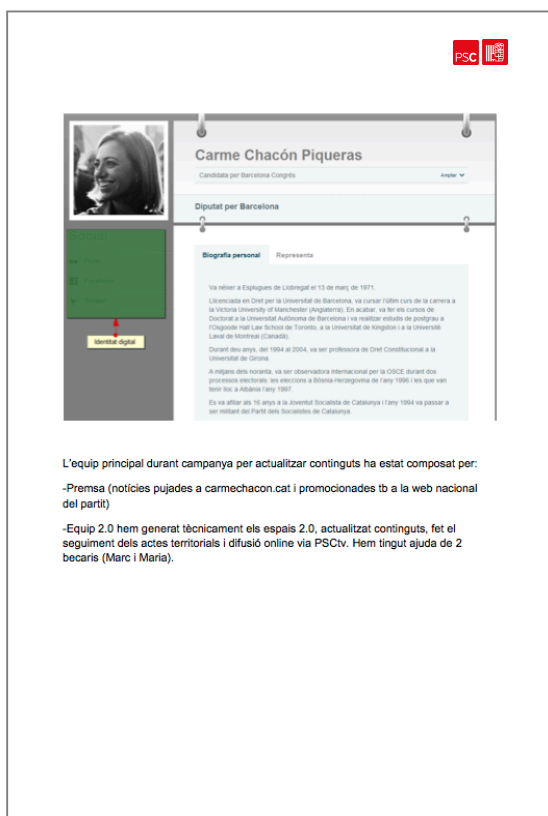 PSC
Carme Chacón Piqueras
Candidata per Barcelona Congrés
Ampliar
Diputat per Barcelona
Social
Identitat digital
Biografia personal Representa
Va néixer a Esplugues de Llobregat el 13 de març de 1971.
Llicenciada en Dret per la Universitat de Barcelona, va cursar l'últim curs de la carrera a
la Victoria University of Manchester (Anglaterra). En acabar, va fer els cursos de
Doctorat a la Universitat Autònoma de Barcelona i va realitzar estudis de postgrau a
l'Osgoode Hall Law School de Toronto, a la Universitat de Kingston i a la Université
Laval de Montreal (Canadà).
Durant deu anys, del 1994 al 2004, va ser professora de Dret Constitucional a la
Universitat de Girona.
A mitjans dels noranta, va ser observadora internacional per la OSCE durant dos
processos electorals, les eleccions a Bòsnia-Herzegovina de l'any 1996 i les que van
tenir lloc a Albània l'any 1997.
Es va afiliar als 16 anys a la Joventut Socialista de Catalunya i l'any 1994 va passar a
ser militant del Partit dels Socialistes de Catalunya.
L'equip principal durant campanya per actualitzar continguts ha estat composat per:
-Premsa (notícies pujades a carmechacon.cat i promocionades tb a la web nacional
del partit)
-Equip 2.0 hem generat tècnicament els espais 2.0, actualitzat continguts, fet el
seguiment dels actes territorials i difusió online via PSCtv. Hem tingut ajuda de 2
becaris (Marc i Maria).